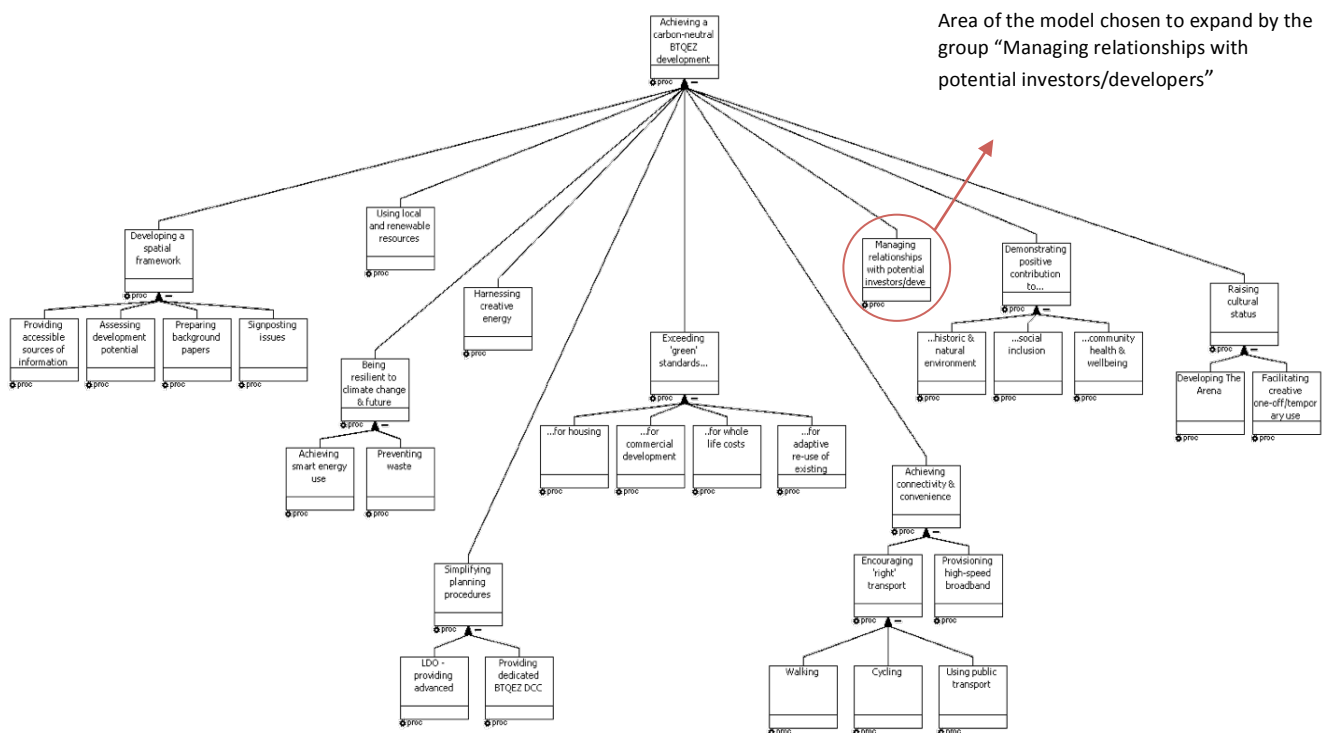 Achieving a
carbon-neutral
BTQEZ
development
proc
Area of the model chosen to expand by the
group “Managing relationships with
potential investors/developers”
Developing a
spatial
framework
proc
Using local
and renewable
resources
proc
Harnessing
creative
energy
proc
Managing
relationships
with potential
investors/deve
proc
Demonstrating
positive
contribution
to...
proc
Raising
cultural
status
proc
Providing
accessible
sources of
information
proc
Assessing
development
potential
proc
Preparing
background
papers
proc
Signposting
issues
proc
Being
resilient to
climate change
& future
proc
Exceeding
'green'
standards...
proc
...historic &
natural
environment
proc
...social
inclusion
proc
...community
health &
wellbeing
proc
Developing The
Arena
proc
Facilitating
creative
one-off/tempor
ary use
proc
Achieving
smart energy
use
proc
Preventing
waste
proc
...for housing
proc
...for
commercial
development
proc
...for whole
life costs
proc
...for
adaptive
re-use of
existing
proc
Achieving
connectivity &
convenience
proc
Simplifying
planning
procedures
proc
Encouraging
'right'
transport
proc
Provisioning
high-speed
broadband
proc
LDO -
providing
advanced
proc
Providing
dedicated
BTQEZ DCC
proc
Walking
proc
Cycling
proc
Using public
transport
proc